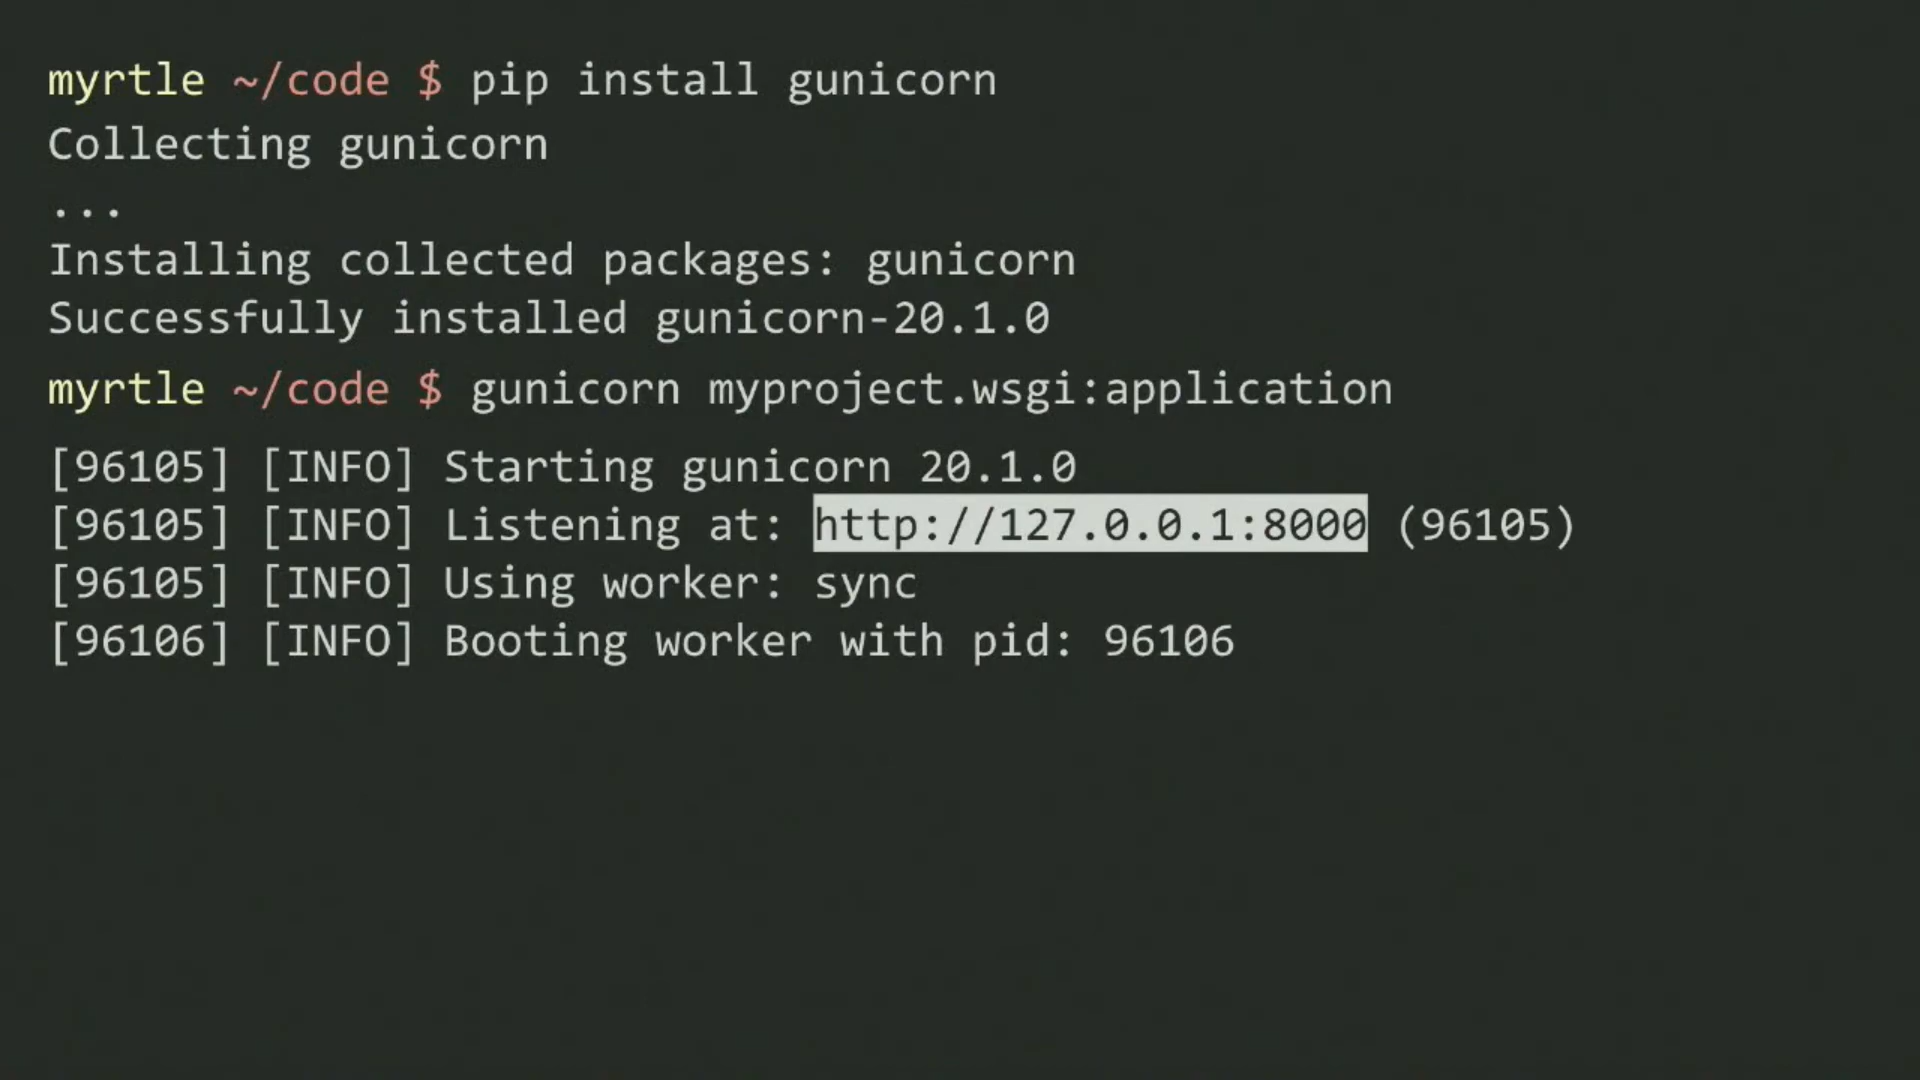 myrtle ~/code $ pip install gunicorn
Collecting gunicorn
...
Installing collected packages: gunicorn
Successfully installed gunicorn-20.1.0
myrtle ~/code $ gunicorn myproject.wsgi:application
[96105] [INFO] Starting gunicorn 20.1.0
[96105] [INFO] Listening at: http://127.0.0.1:8000 (96105)
[96105] [INFO] Using worker: sync
[96106] [INFO] Booting worker with pid: 96106